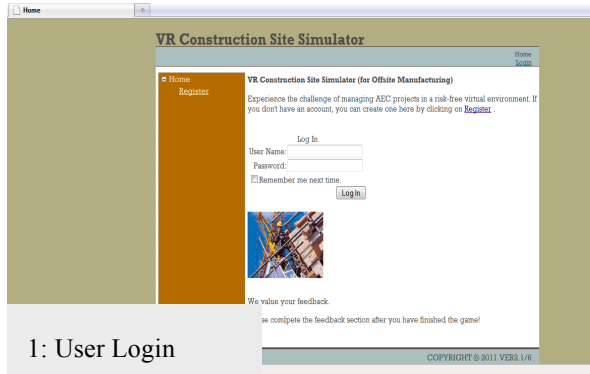 Home
VR Construction Site Simulator
Home
Login
Home
Register
VR Construction Site Simulator (for Offsite Manufacturing)
Experience the challenge of managing AEC projects in a risk-free virtual environment. If
you don't have an account, you can create one here by clicking on Register .
Log In
User Name:
Password:
Remember me next time.
Log In
We value your feedback.
se comlpete the feedback section after you have finished the game!
1: User Login
COPYRIGHT @ 2011 VER2.1/6